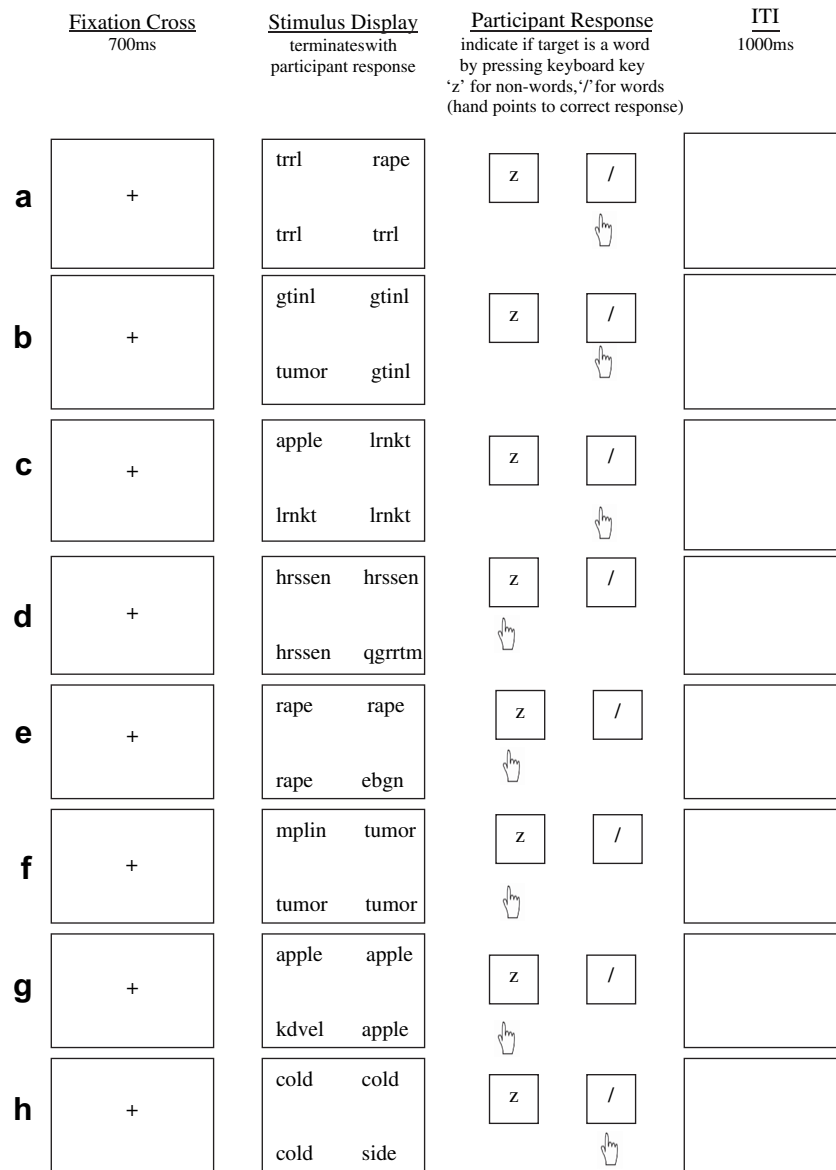 Fixation Cross
700ms
Stimulus Display
terminateswith
participant response
Participant Response
indicate if target is a word
by pressing keyboard key
‘z’ for non-words,‘/’for words
(hand points to correct response)
ITI
1000ms
a
+
trrl rape
trrl trrl
z /
b
+
gtinl gtinl
tumor gtinl
z /
c
+
apple lrnkt
lrnkt lrnkt
z /
d
+
hrssen hrssen
hrssen qgrrtm
z /
e
+
rape rape
rape ebgn
z /
f
+
mplin tumor
tumor tumor
z /
g
+
apple apple
kdvel apple
z /
h
+
cold cold
cold side
z /